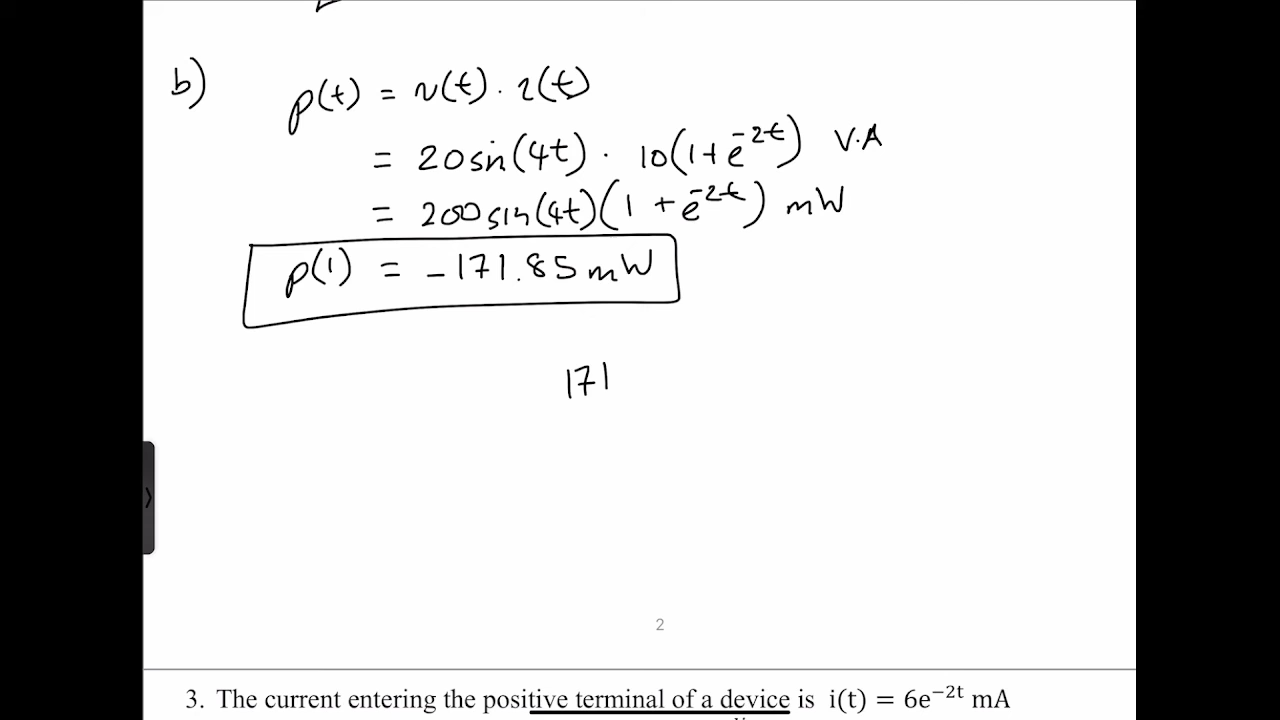 b) p(t) = v(t) · i(t)
= 20sin(4t) · 10(1+e^-2t) V.A
= 200sin(4t)(1 + e^-2t) mW
p(1) = -171.85 mW
171
2
3. The current entering the positive terminal of a device is i(t) = 6e^−2t mA